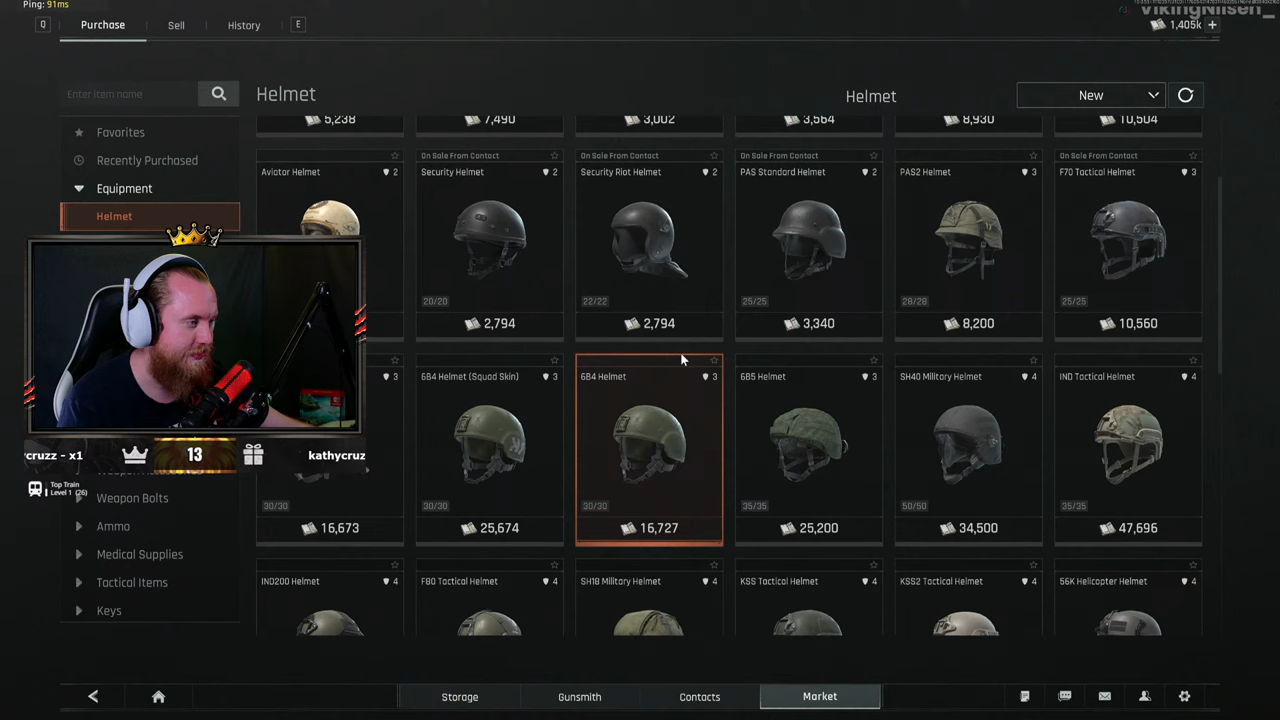 Ping: 91ms
VikingNilsen_
Q Purchase Sell History E
1,405k +
Enter item name
Helmet
Helmet
New
Favorites
Recently Purchased
Equipment
Helmet
5,238
7,490
3,002
3,564
8,930
10,504
Aviator Helmet 2
On Sale From Contact
Security Helmet 2
20/20
2,794
On Sale From Contact
Security Riot Helmet 2
22/22
2,794
On Sale From Contact
PAS Standard Helmet 2
25/25
3,340
PAS2 Helmet 3
28/28
8,200
On Sale From Contact
F70 Tactical Helmet 3
25/25
10,560
3
30/30
16,673
6B4 Helmet (Squad Skin) 3
30/30
25,674
6B4 Helmet 3
30/30
16,727
6B5 Helmet 3
35/35
25,200
SH40 Military Helmet 4
50/50
34,500
IND Tactical Helmet 4
35/35
47,696
IND200 Helmet 4
FB0 Tactical Helmet 4
SH18 Military Helmet 4
KSS Tactical Helmet 4
KSS2 Tactical Helmet 4
56K Helicopter Helmet 4
cruzz - x1
13
kathycruz
Top Train
Level 1 (26)
Weapon Bolts
Ammo
Medical Supplies
Tactical Items
Keys
Storage
Gunsmith
Contacts
Market